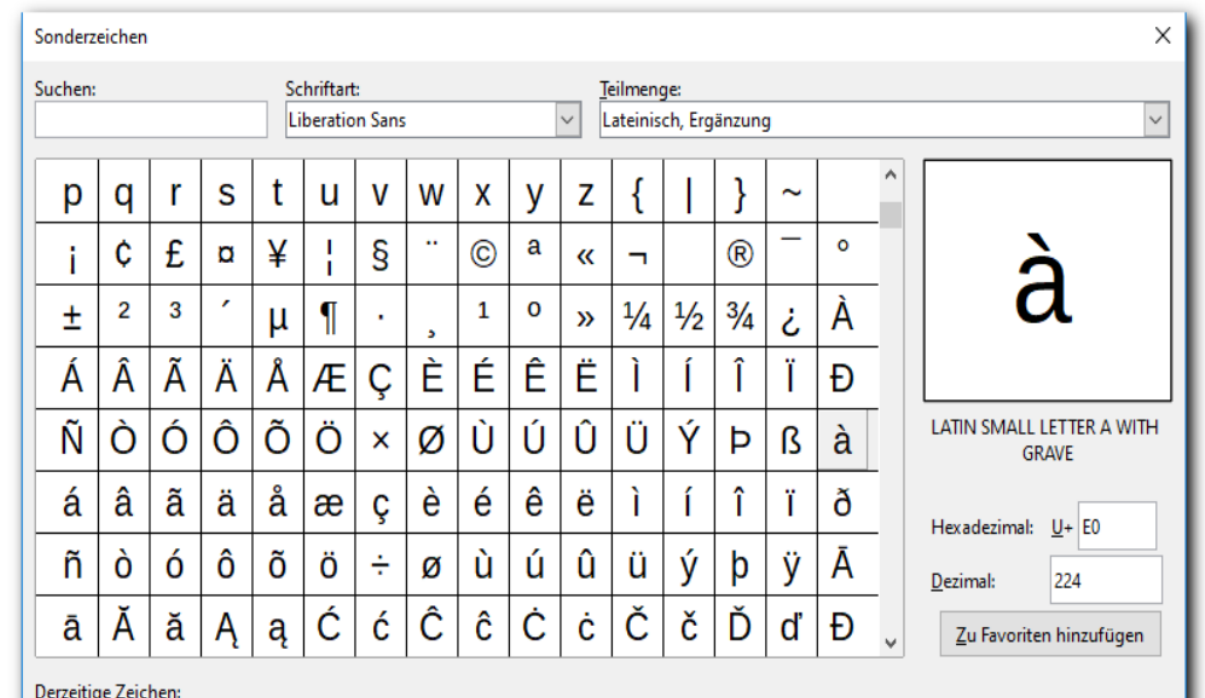 Sonderzeichen
Suchen: Schriftart: Teilmenge:
Liberation Sans Lateinisch, Ergänzung
p q r s t u v w x y z { | } ~
¡ ¢ £ ¤ ¥ ¦ § ¨ © ª « ¬ ® ¯ °
± ² ³ ´ µ ¶ · ¸ ¹ º » ¼ ½ ¾ ¿ À
Á Â Ã Ä Å Æ Ç È É Ê Ë Ì Í Î Ï Ð
Ñ Ò Ó Ô Õ Ö × Ø Ù Ú Û Ü Ý Þ ß à
á â ã ä å æ ç è é ê ë ì í î ï ð
ñ ò ó ô õ ö ÷ ø ù ú û ü ý þ ÿ Ā
ā Ă ă Ą ą Ć ć Ĉ ĉ Ċ ċ Č č Ď ď Đ
à
LATIN SMALL LETTER A WITH
GRAVE
Hexadezimal: U+ E0
Dezimal: 224
Zu Favoriten hinzufügen
Derzeitige Zeichen: